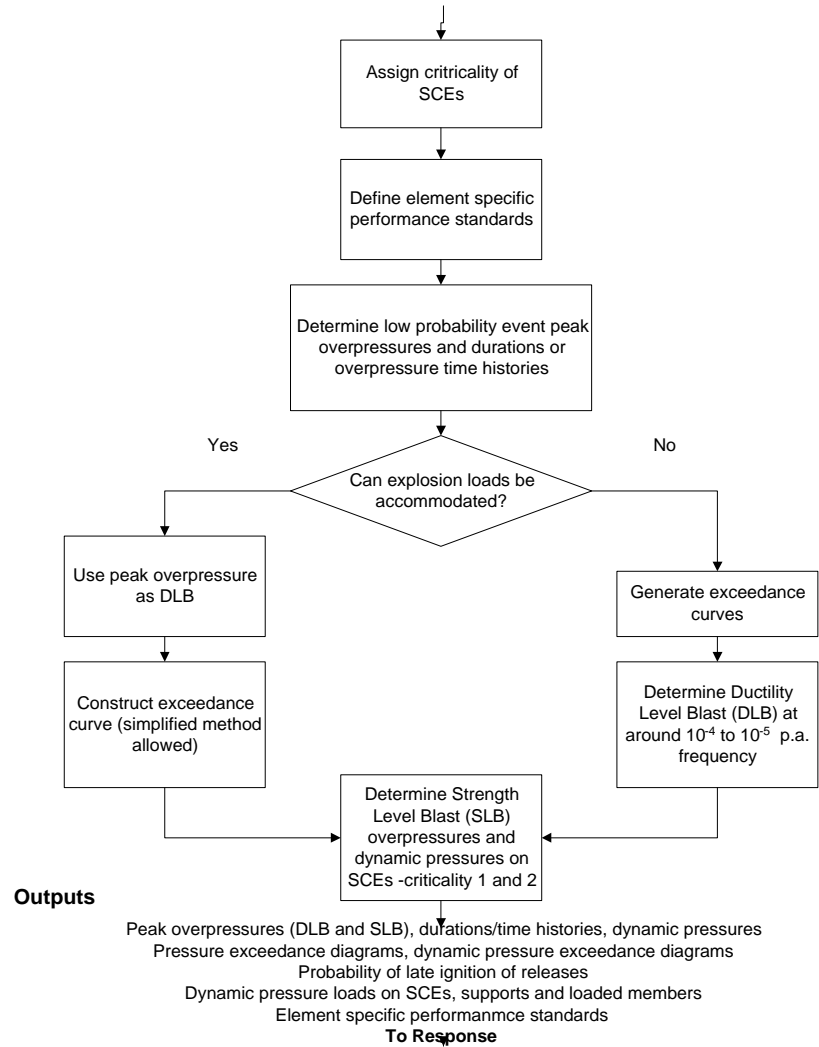 Assign critricality of
SCEs
Define element specific
performance standards
Determine low probability event peak
overpressures and durations or
overpressure time histories
Yes
No
Can explosion loads be
accommodated?
Use peak overpressure
as DLB
Generate exceedance
curves
Construct exceedance
curve (simplified method
allowed)
Determine Ductility
Level Blast (DLB) at
around 10⁻⁴ to 10⁻⁵ p.a.
frequency
Determine Strength
Level Blast (SLB)
overpressures and
dynamic pressures on
SCEs -criticality 1 and 2
Outputs
Peak overpressures (DLB and SLB), durations/time histories, dynamic pressures
Pressure exceedance diagrams, dynamic pressure exceedance diagrams
Probability of late ignition of releases
Dynamic pressure loads on SCEs, supports and loaded members
Element specific performanmce standards
To Response